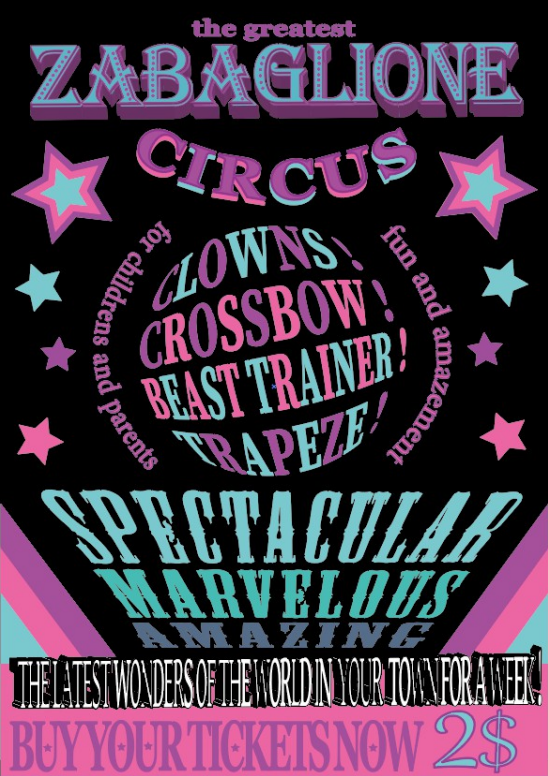 the greatest
ZABAGLIONE
CIRCUS
for childrens and parents
CLOWNS!
CROSSBOW!
BEAST TRAINER!
TRAPEZE!
fun and amazement
SPECTACULAR
MARVELOUS
AMAZING
THE LATEST WONDERS OF THE WORLD IN YOUR TOWN FOR A WEEK!
BUY YOUR TICKETS NOW 2$